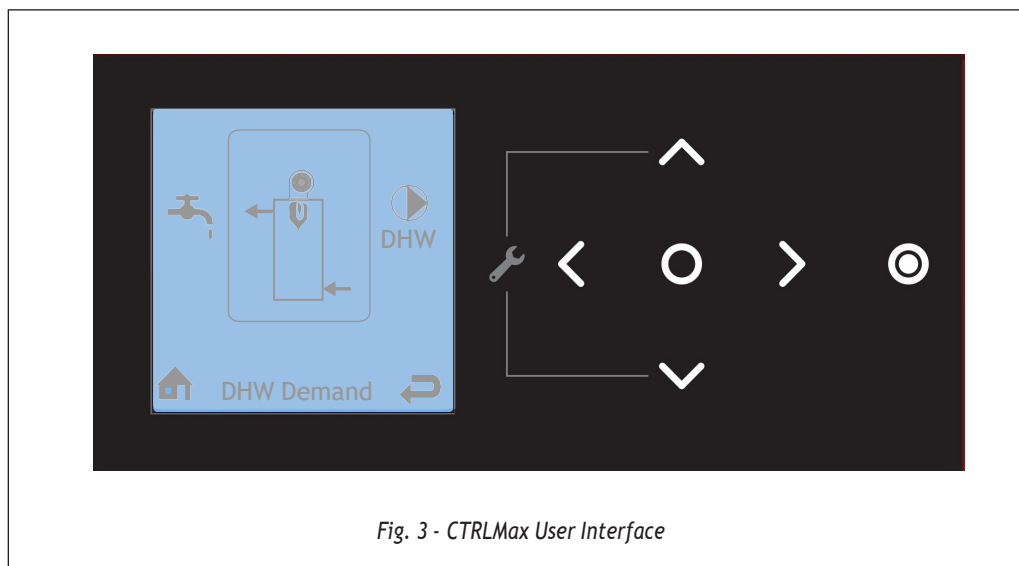 DHW
DHW Demand
Fig. 3 - CTRLMax User Interface